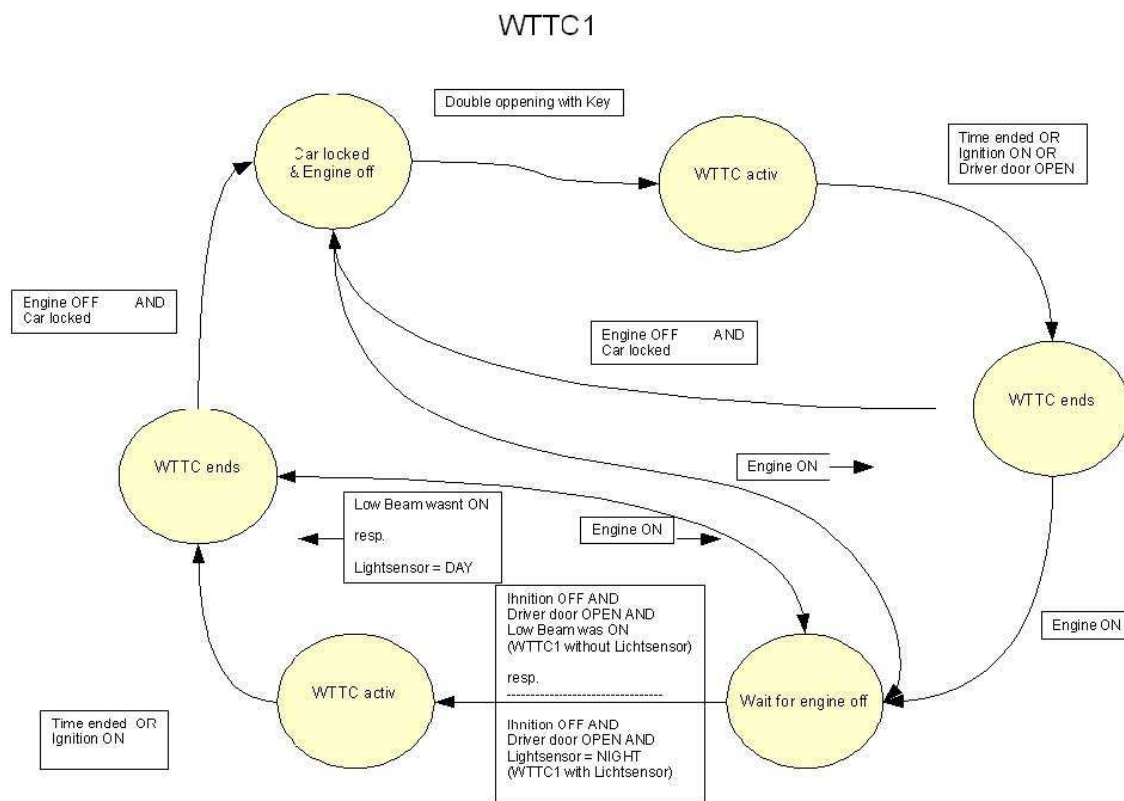 WTTC1
Double oppening with Key
Car locked
& Engine off
WTTC activ
Time ended OR
Ignition ON OR
Driver door OPEN
Engine OFF AND
Car locked
Engine OFF AND
Car locked
WTTC ends
WTTC ends
Engine ON
Low Beam wasnt ON
resp.
Lightsensor = DAY
Engine ON
Ihnition OFF AND
Driver door OPEN AND
Low Beam was ON
(WTTC1 without Lichtsensor)
resp.
--------------------------------
Ihnition OFF AND
Driver door OPEN AND
Lightsensor = NIGHT
(WTTC1 with Lichtsensor)
Engine ON
WTTC activ
Wait for engine off
Time ended OR
Ignition ON